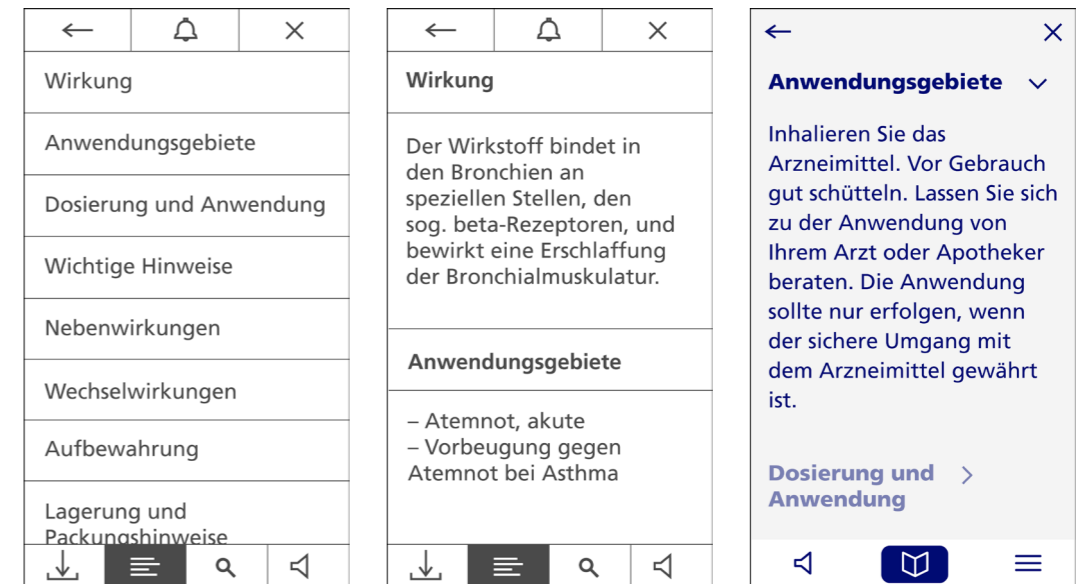 Wirkung
Anwendungsgebiete
Dosierung und Anwendung
Wichtige Hinweise
Nebenwirkungen
Wechselwirkungen
Aufbewahrung
Lagerung und
Packungshinweise
Wirkung
Der Wirkstoff bindet in
den Bronchien an
speziellen Stellen, den
sog. beta-Rezeptoren, und
bewirkt eine Erschlaffung
der Bronchialmuskulatur.
Anwendungsgebiete
– Atemnot, akute
– Vorbeugung gegen
Atemnot bei Asthma
Anwendungsgebiete
Inhalieren Sie das
Arzneimittel. Vor Gebrauch
gut schütteln. Lassen Sie sich
zu der Anwendung von
Ihrem Arzt oder Apotheker
beraten. Die Anwendung
sollte nur erfolgen, wenn
der sichere Umgang mit
dem Arzneimittel gewährt
ist.
Dosierung und
Anwendung